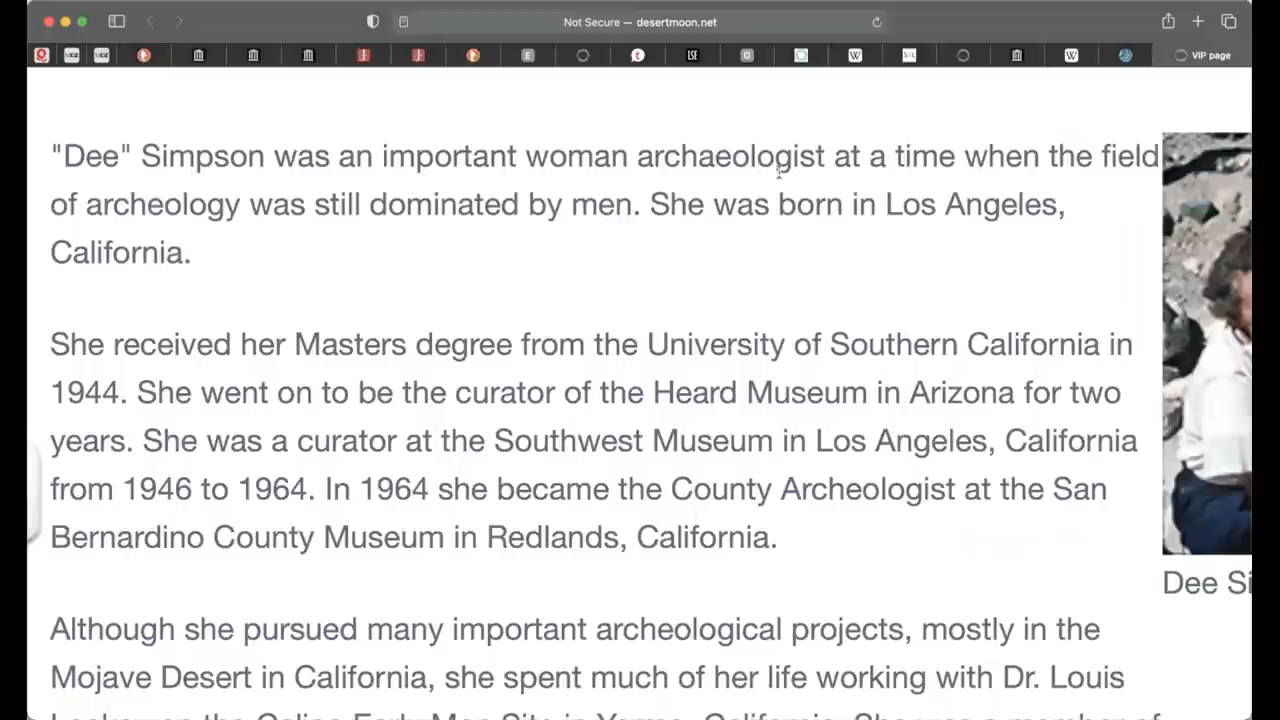 Not Secure — desertmoon.net
VIP page
"Dee" Simpson was an important woman archaeologist at a time when the field
of archeology was still dominated by men. She was born in Los Angeles,
California.
She received her Masters degree from the University of Southern California in
1944. She went on to be the curator of the Heard Museum in Arizona for two
years. She was a curator at the Southwest Museum in Los Angeles, California
from 1946 to 1964. In 1964 she became the County Archeologist at the San
Bernardino County Museum in Redlands, California.
Dee Si
Although she pursued many important archeological projects, mostly in the
Mojave Desert in California, she spent much of her life working with Dr. Louis